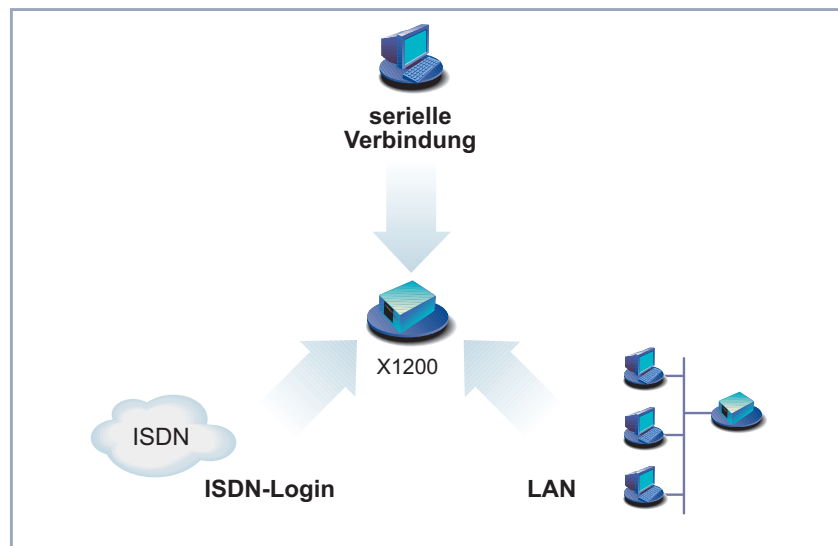 serielle
Verbindung
X1200
ISDN
ISDN-Login
LAN